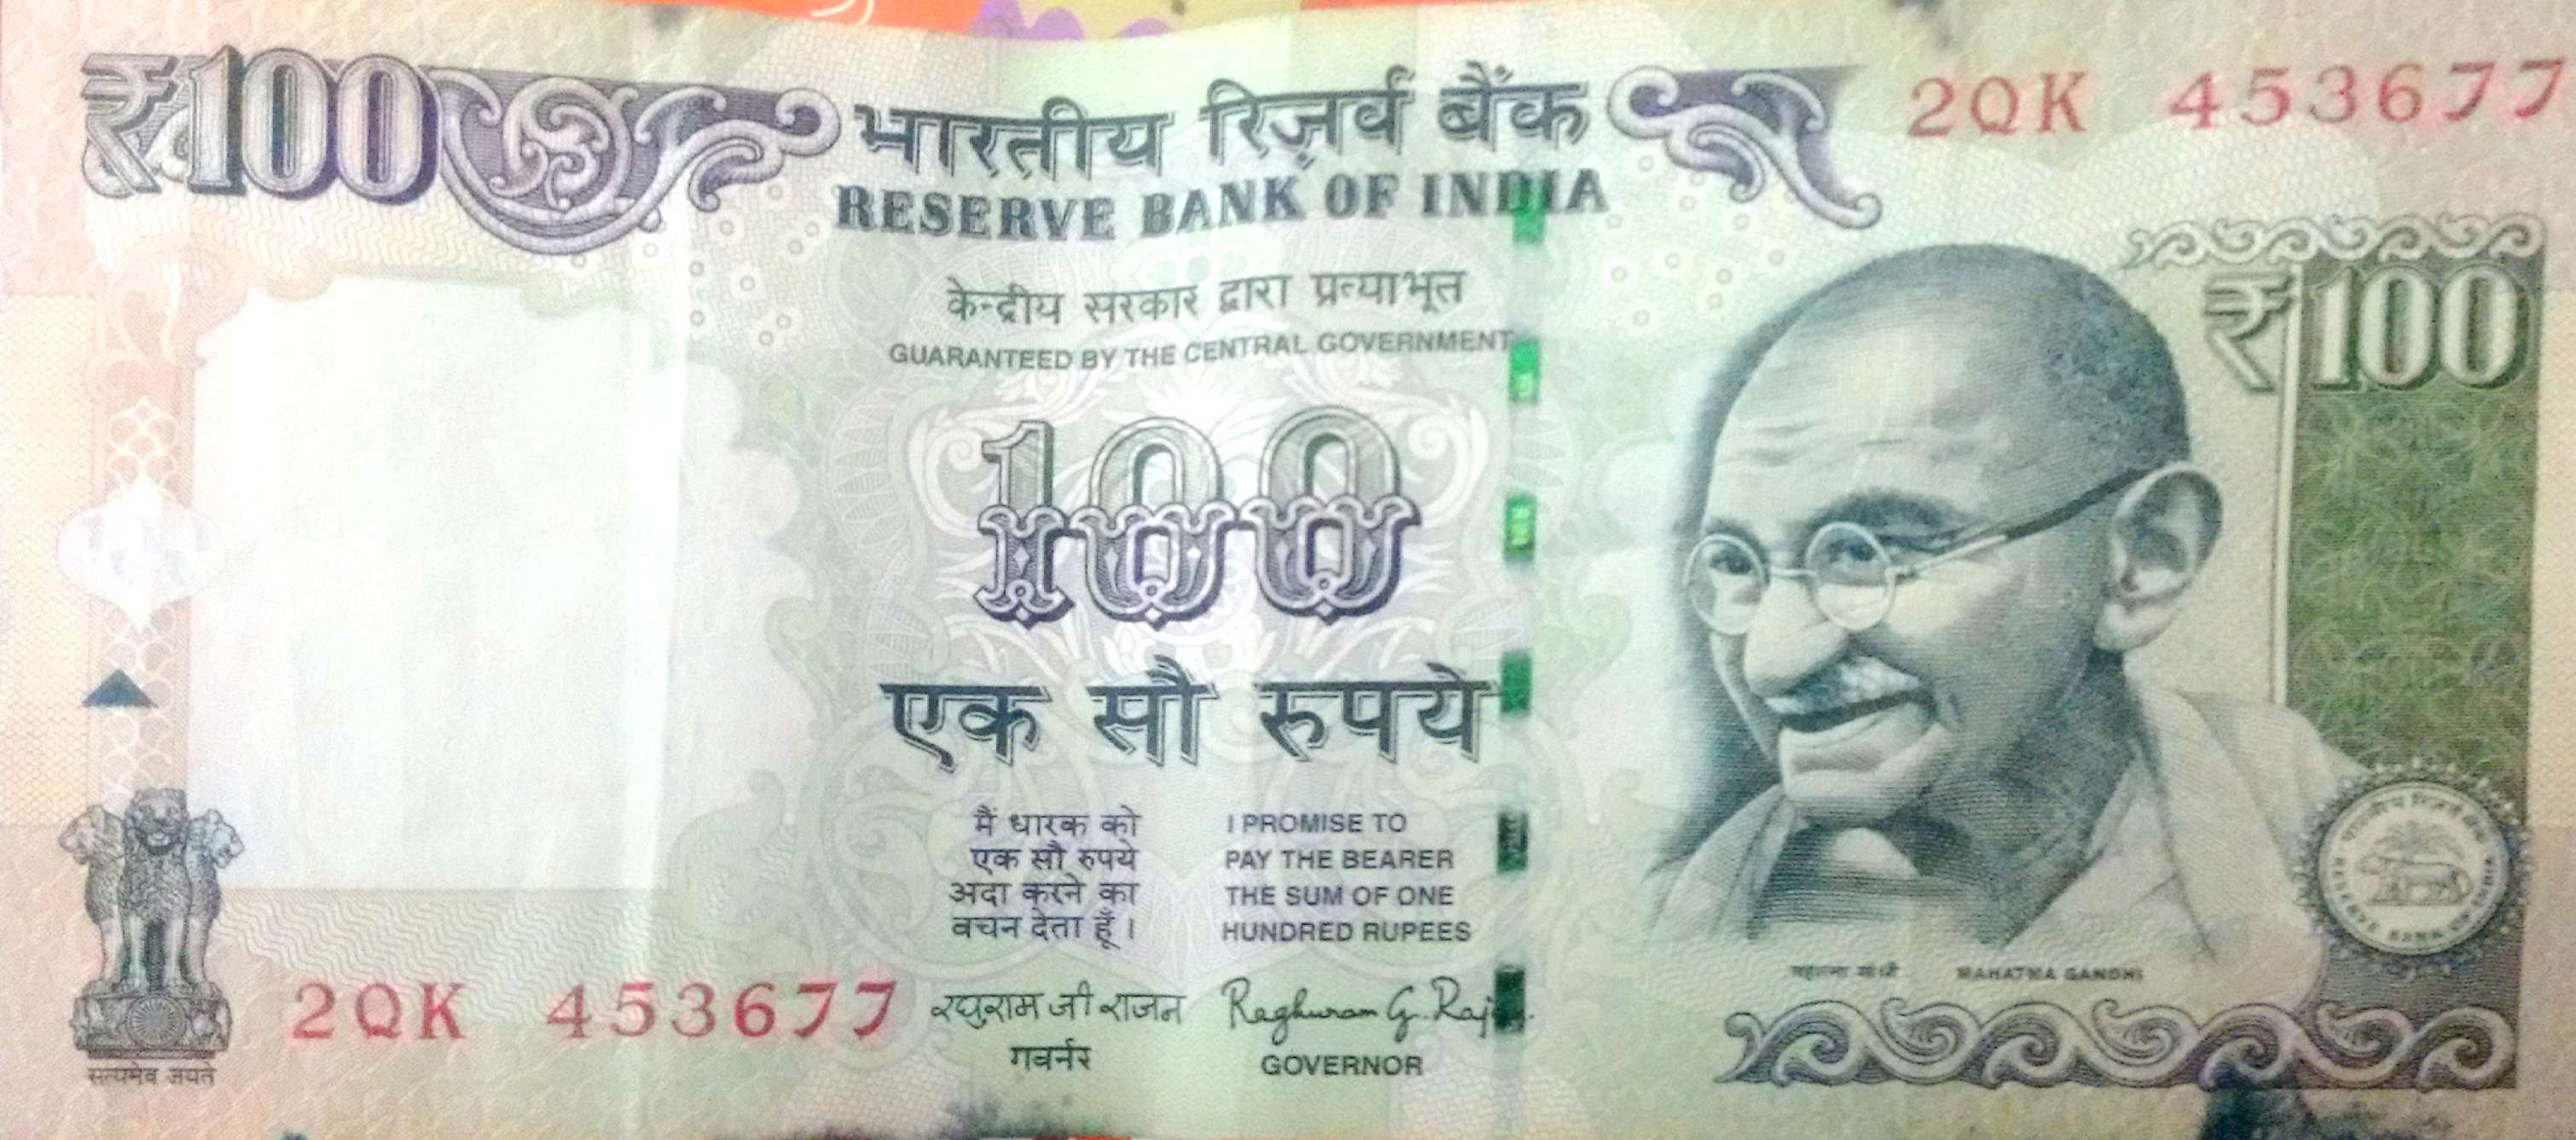 ₹100
भारतीय रिज़र्व बैंक
2QK 453677
RESERVE BANK OF INDIA
केन्द्रीय सरकार द्वारा प्रत्याभूत
₹100
GUARANTEED BY THE CENTRAL GOVERNMENT
100
एक सौ रुपये
मैं धारक को
एक सौ रुपये
अदा करने का
वचन देता हूँ ।
I PROMISE TO
PAY THE BEARER
THE SUM OF ONE
HUNDRED RUPEES
महात्मा गांधी MAHATMA GANDHI
2QK 453677
रघुराम जी राजन
गवर्नर
Raghuram G. Rajan
GOVERNOR
सत्यमेव जयते
भारतीय रिज़र्व बैंक
RESERVE BANK OF INDIA